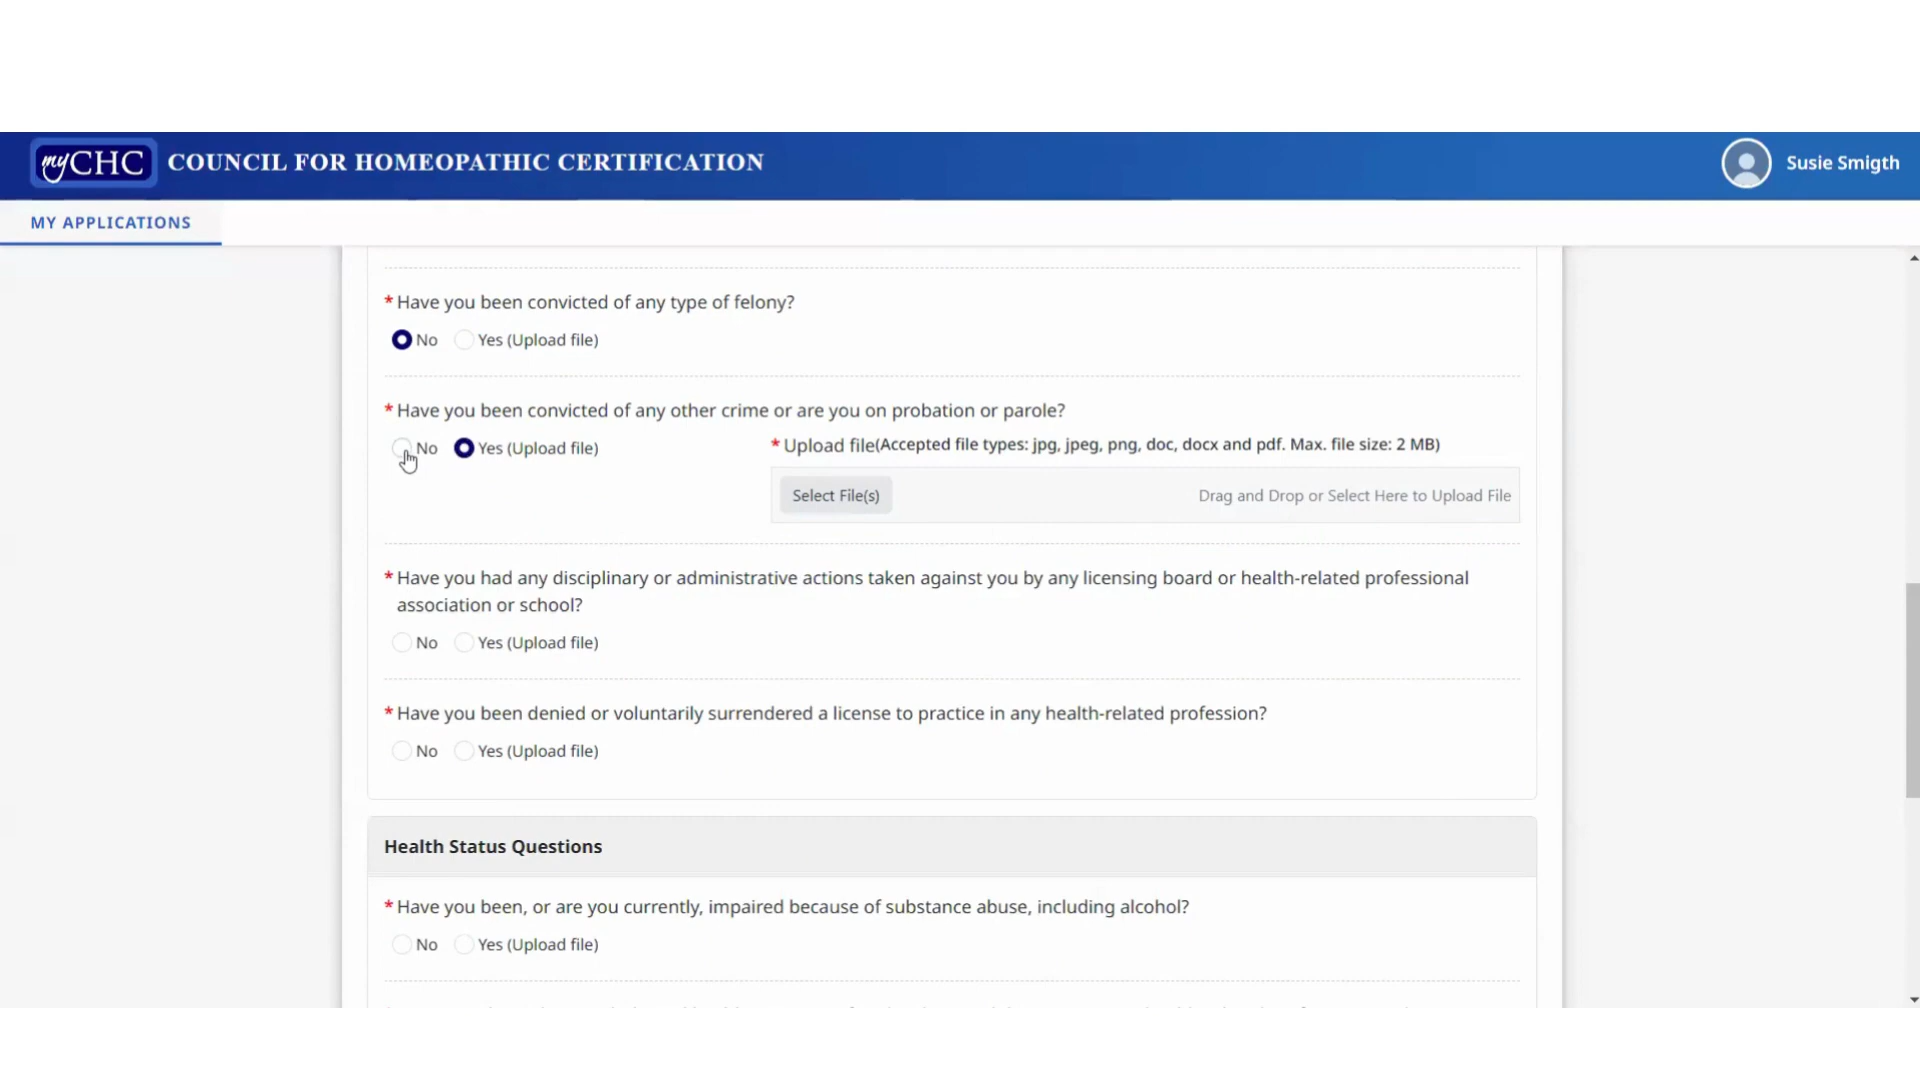 myCHC COUNCIL FOR HOMEOPATHIC CERTIFICATION
Susie Smigth
MY APPLICATIONS
* Have you been convicted of any type of felony?
No Yes (Upload file)
* Have you been convicted of any other crime or are you on probation or parole?
No Yes (Upload file)
* Upload file(Accepted file types: jpg, jpeg, png, doc, docx and pdf. Max. file size: 2 MB)
Select File(s) Drag and Drop or Select Here to Upload File
* Have you had any disciplinary or administrative actions taken against you by any licensing board or health-related professional
association or school?
No Yes (Upload file)
* Have you been denied or voluntarily surrendered a license to practice in any health-related profession?
No Yes (Upload file)
Health Status Questions
* Have you been, or are you currently, impaired because of substance abuse, including alcohol?
No Yes (Upload file)